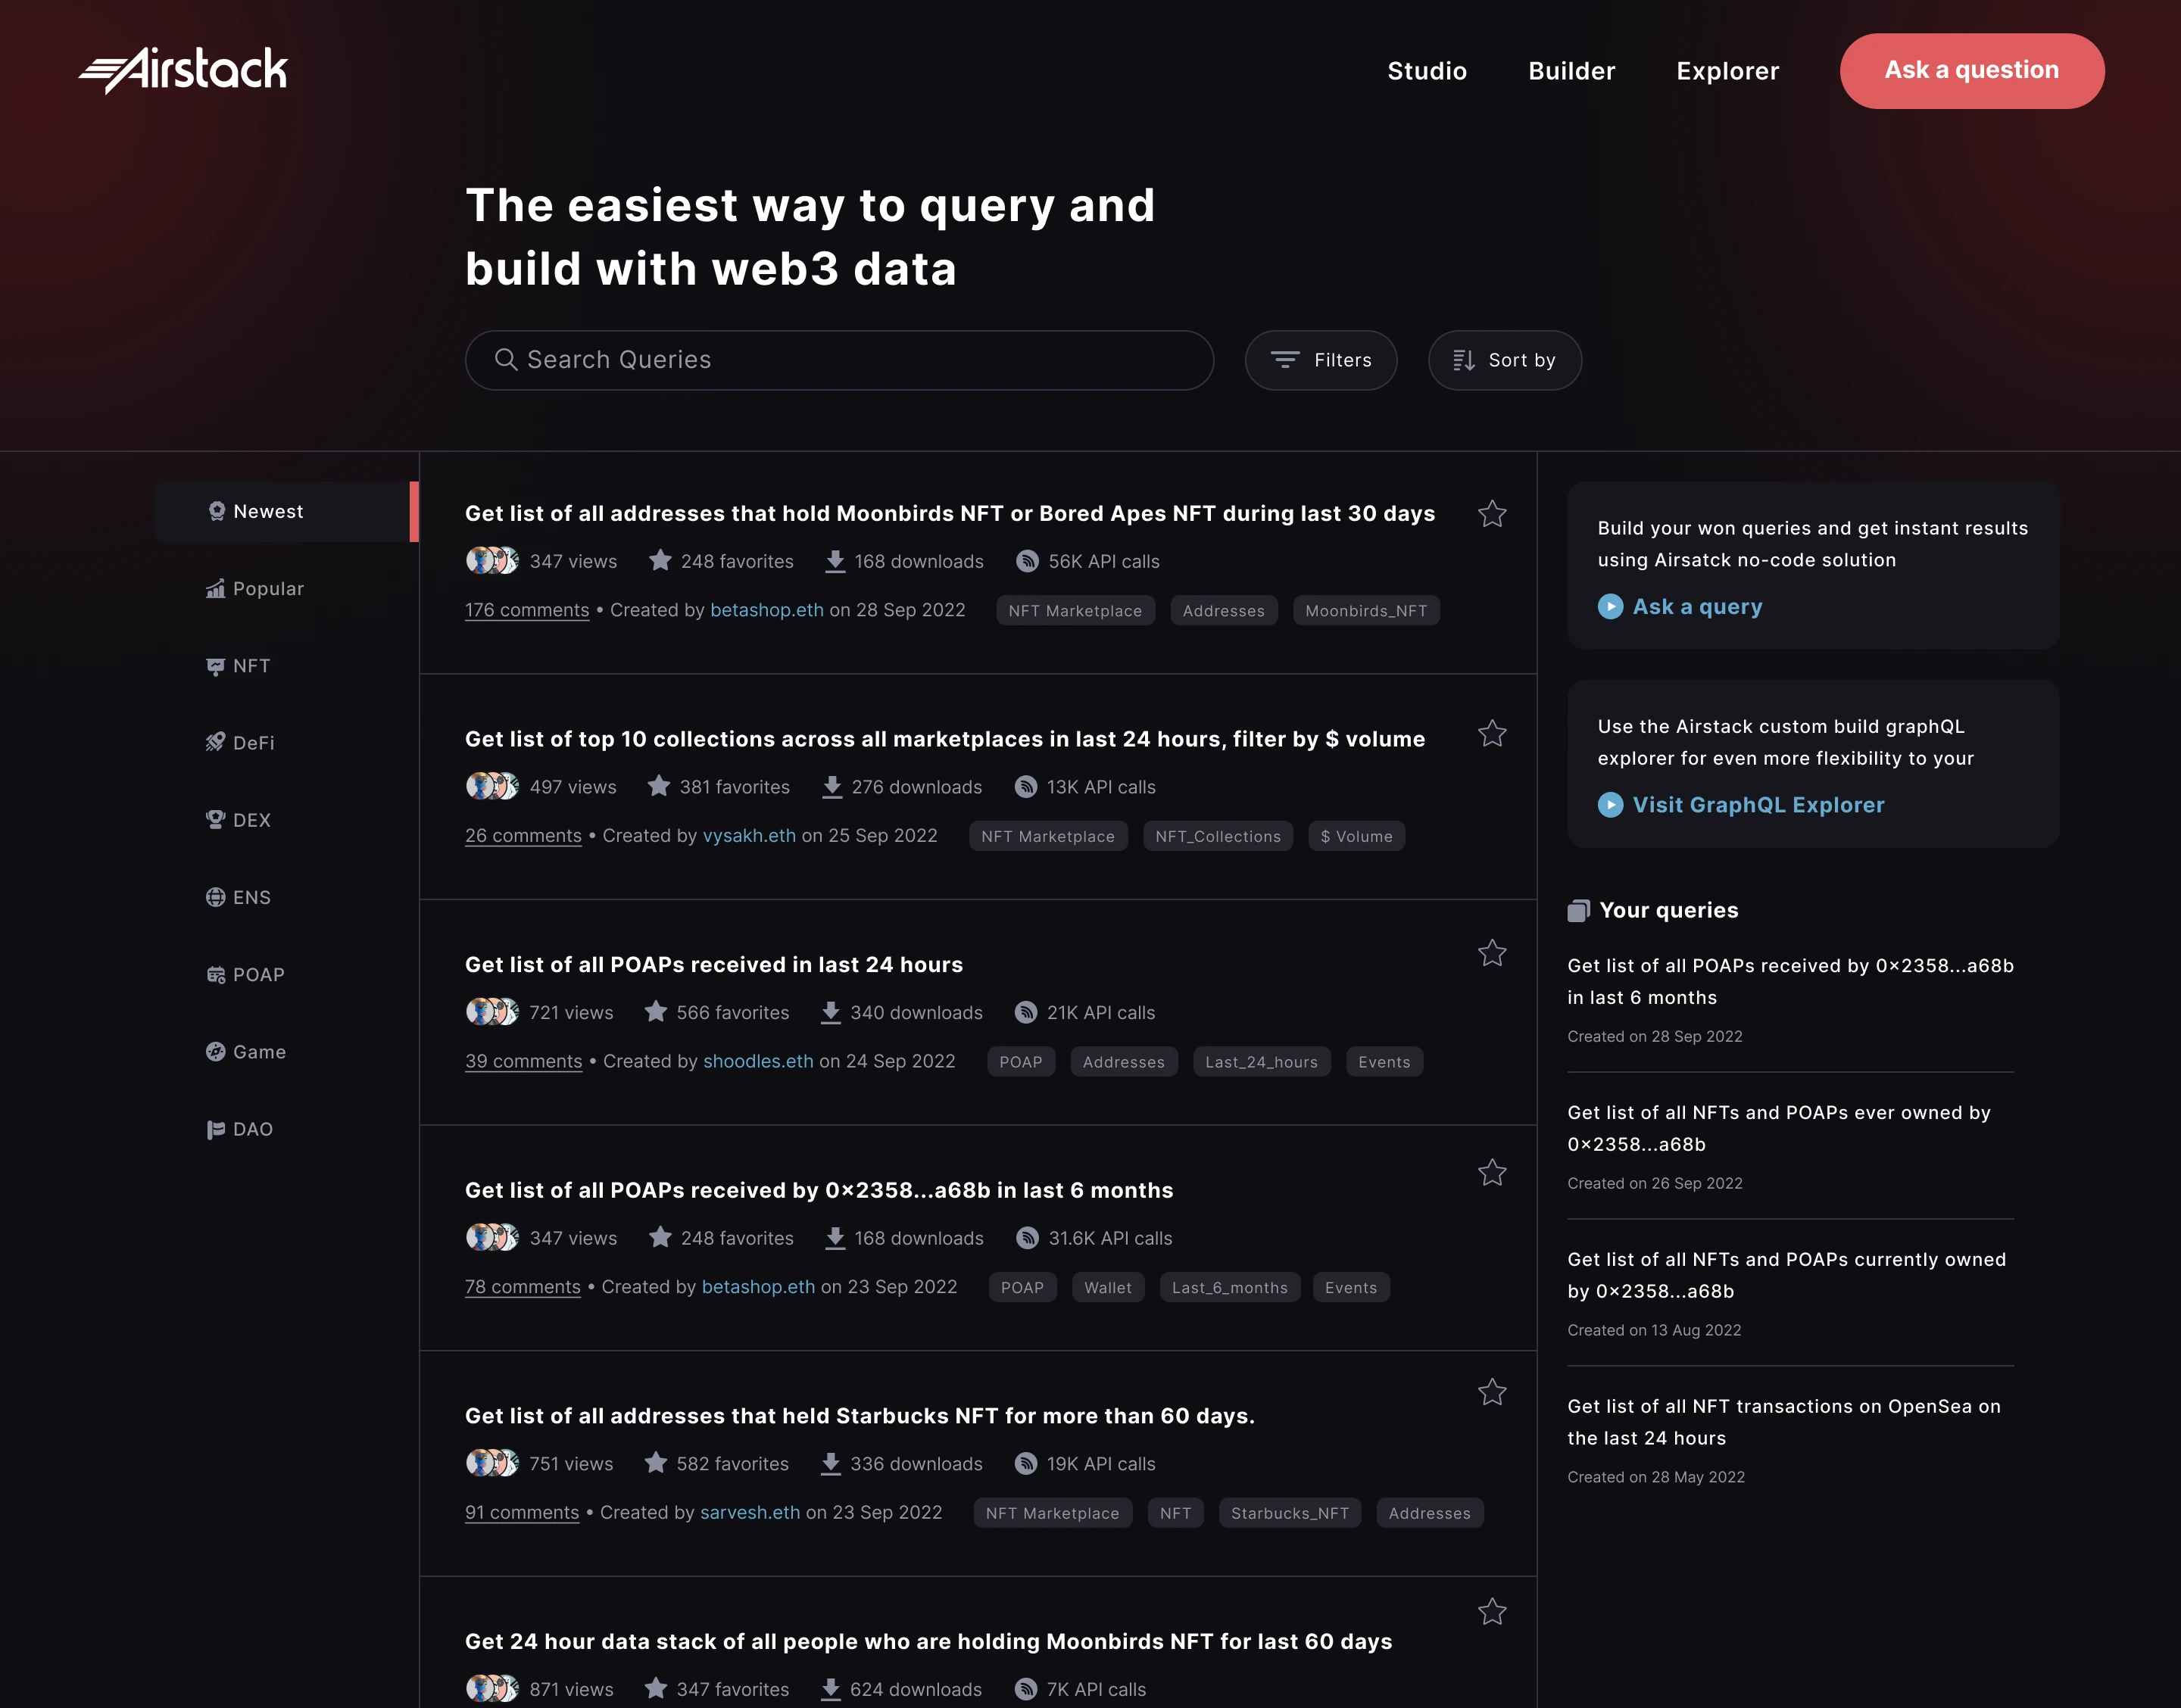 Airstack
Studio
Builder
Explorer
Ask a question
The easiest way to query and
build with web3 data
Search Queries
Filters
Sort by
Newest
Popular
NFT
DeFi
DEX
ENS
POAP
Game
DAO
Get list of all addresses that hold Moonbirds NFT or Bored Apes NFT during last 30 days
347 views 248 favorites 168 downloads 56K API calls
176 comments • Created by betashop.eth on 28 Sep 2022 NFT Marketplace Addresses Moonbirds_NFT
Get list of top 10 collections across all marketplaces in last 24 hours, filter by $ volume
497 views 381 favorites 276 downloads 13K API calls
26 comments • Created by vysakh.eth on 25 Sep 2022 NFT Marketplace NFT_Collections $ Volume
Get list of all POAPs received in last 24 hours
721 views 566 favorites 340 downloads 21K API calls
39 comments • Created by shoodles.eth on 24 Sep 2022 POAP Addresses Last_24_hours Events
Get list of all POAPs received by 0×2358...a68b in last 6 months
347 views 248 favorites 168 downloads 31.6K API calls
78 comments • Created by betashop.eth on 23 Sep 2022 POAP Wallet Last_6_months Events
Get list of all addresses that held Starbucks NFT for more than 60 days.
751 views 582 favorites 336 downloads 19K API calls
91 comments • Created by sarvesh.eth on 23 Sep 2022 NFT Marketplace NFT Starbucks_NFT Addresses
Get 24 hour data stack of all people who are holding Moonbirds NFT for last 60 days
871 views 347 favorites 624 downloads 7K API calls
Build your won queries and get instant results
using Airsatck no-code solution
Ask a query
Use the Airstack custom build graphQL
explorer for even more flexibility to your
Visit GraphQL Explorer
Your queries
Get list of all POAPs received by 0×2358...a68b
in last 6 months
Created on 28 Sep 2022
Get list of all NFTs and POAPs ever owned by
0×2358...a68b
Created on 26 Sep 2022
Get list of all NFTs and POAPs currently owned
by 0×2358...a68b
Created on 13 Aug 2022
Get list of all NFT transactions on OpenSea on
the last 24 hours
Created on 28 May 2022